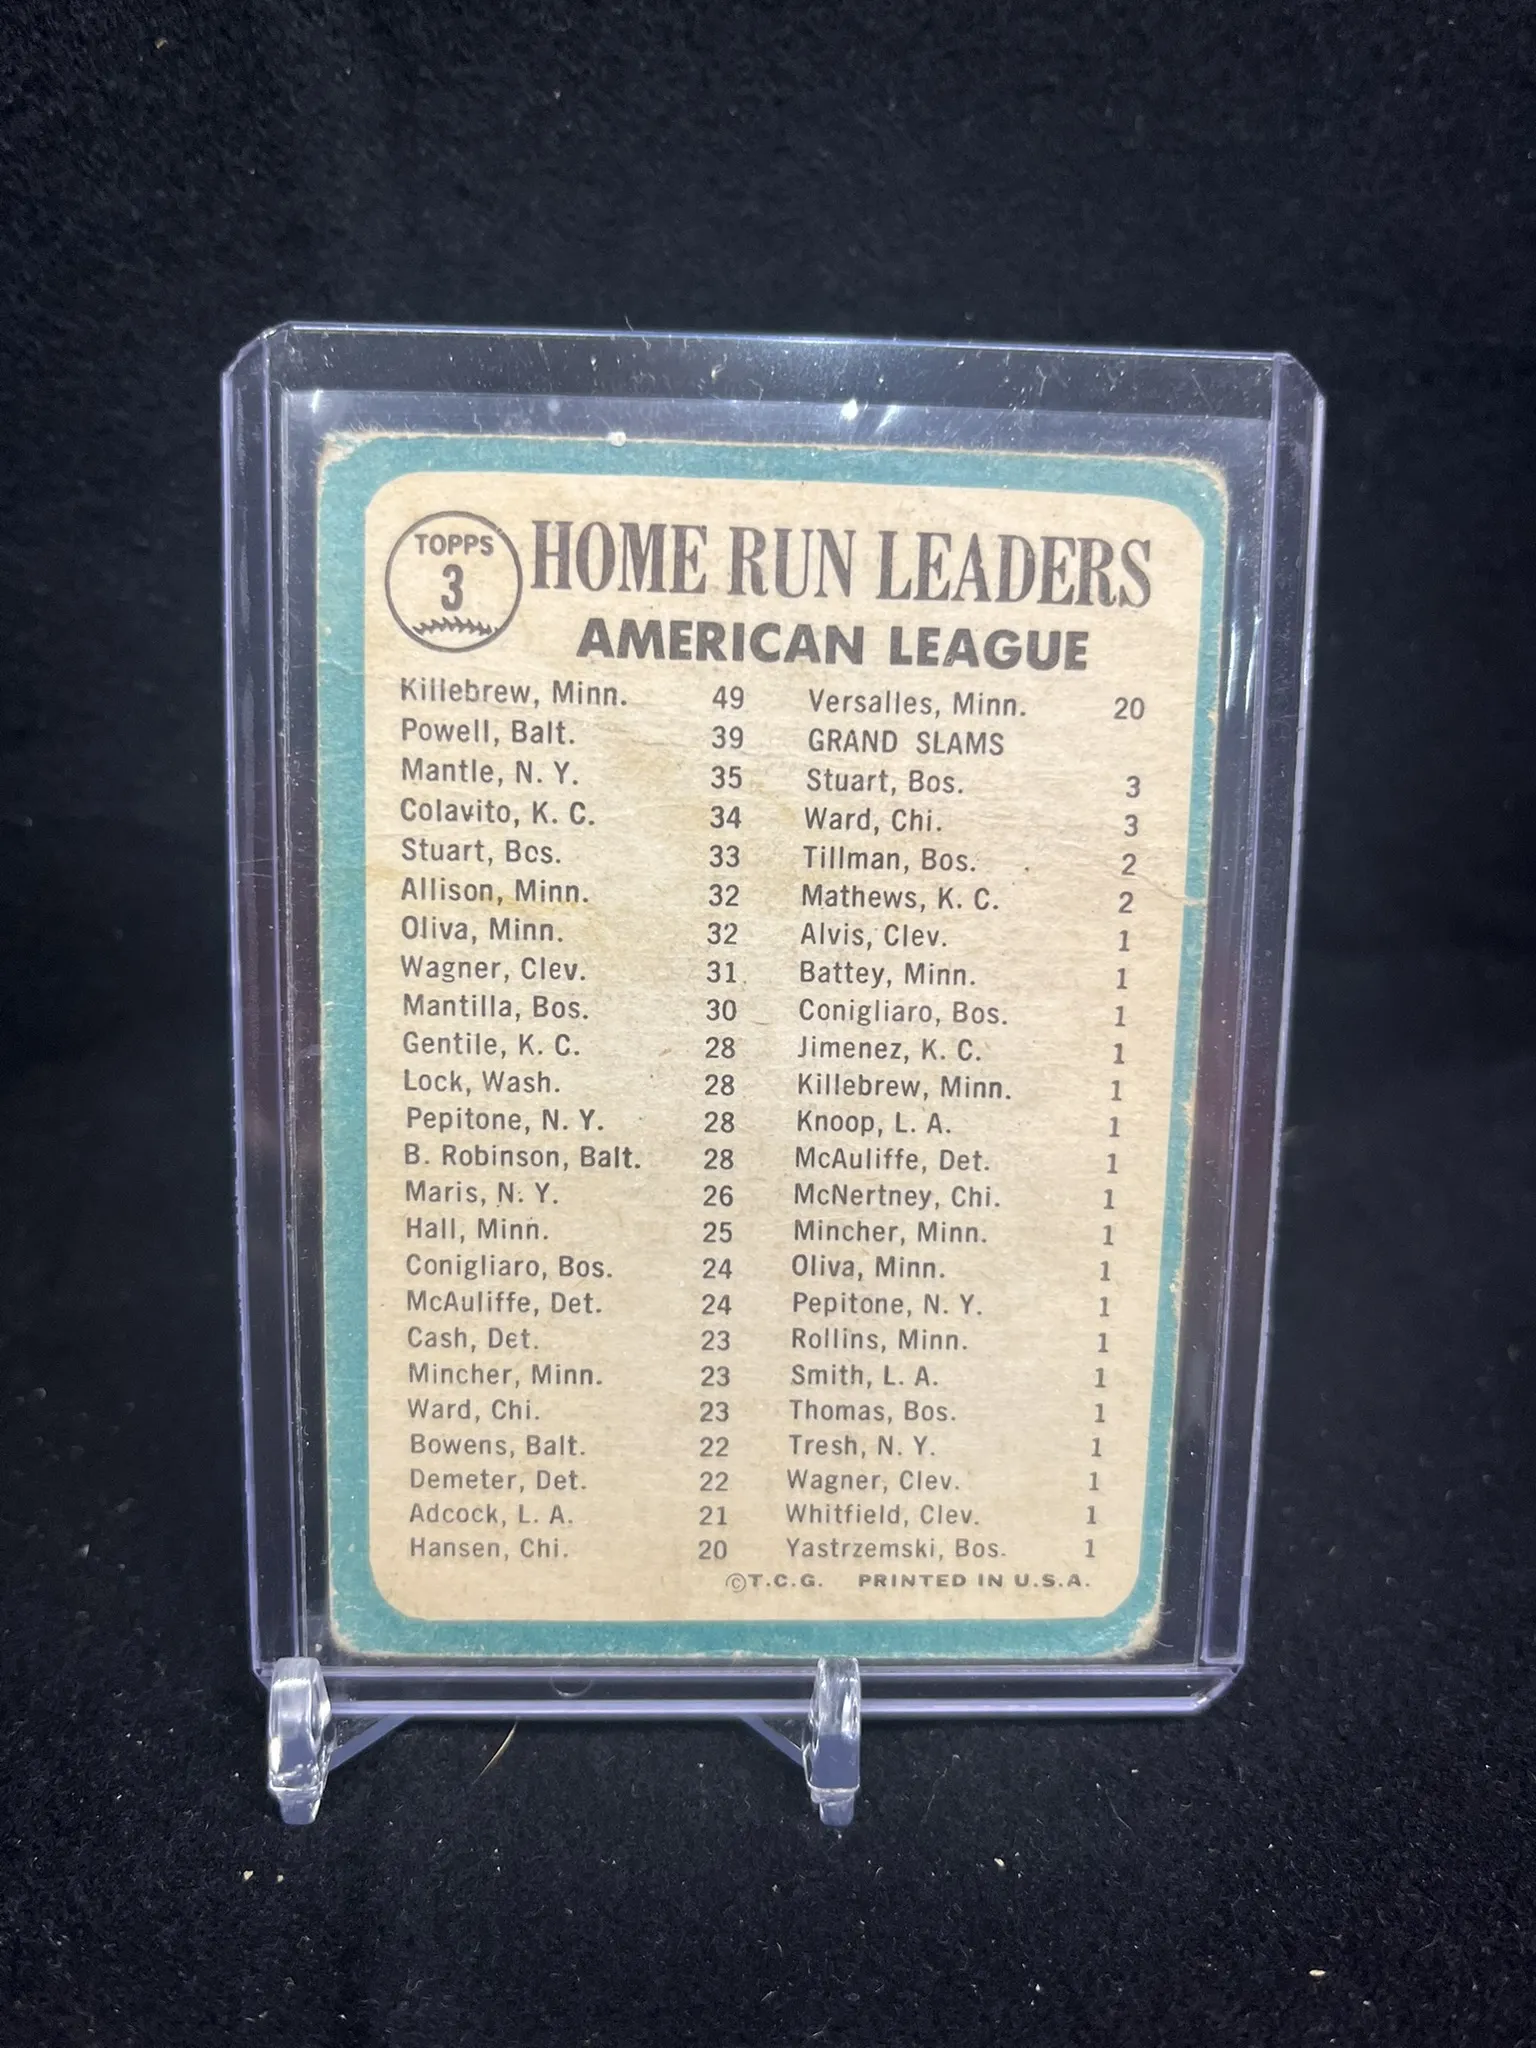 TOPPS
3
HOME RUN LEADERS
AMERICAN LEAGUE
Killebrew, Minn. 49
Powell, Balt. 39
Mantle, N. Y. 35
Colavito, K. C. 34
Stuart, Bos. 33
Allison, Minn. 32
Oliva, Minn. 32
Wagner, Clev. 31
Mantilla, Bos. 30
Gentile, K. C. 28
Lock, Wash. 28
Pepitone, N. Y. 28
B. Robinson, Balt. 28
Maris, N. Y. 26
Hall, Minn. 25
Conigliaro, Bos. 24
McAuliffe, Det. 24
Cash, Det. 23
Mincher, Minn. 23
Ward, Chi. 23
Bowens, Balt. 22
Demeter, Det. 22
Adcock, L. A. 21
Hansen, Chi. 20
Versalles, Minn. 20
GRAND SLAMS
Stuart, Bos. 3
Ward, Chi. 3
Tillman, Bos. 2
Mathews, K. C. 2
Alvis, Clev. 1
Battey, Minn. 1
Conigliaro, Bos. 1
Jimenez, K. C. 1
Killebrew, Minn. 1
Knoop, L. A. 1
McAuliffe, Det. 1
McNertney, Chi. 1
Mincher, Minn. 1
Oliva, Minn. 1
Pepitone, N. Y. 1
Rollins, Minn. 1
Smith, L. A. 1
Thomas, Bos. 1
Tresh, N. Y. 1
Wagner, Clev. 1
Whitfield, Clev. 1
Yastrzemski, Bos. 1
©T.C.G. PRINTED IN U.S.A.